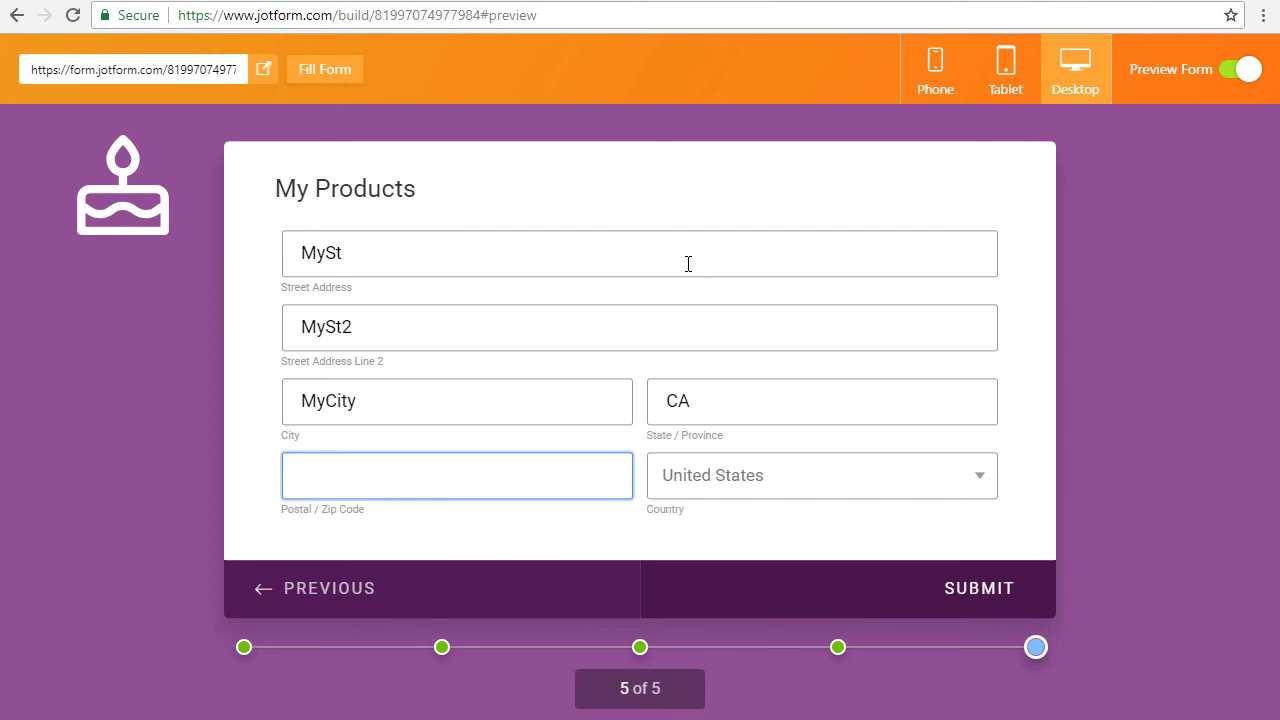 Secure https://www.jotform.com/build/81997074977984#preview
https://form.jotform.com/8199707497
Fill Form
Phone
Tablet
Desktop
Preview Form
My Products
MySt
Street Address
MySt2
Street Address Line 2
MyCity
CA
City
State / Province
United States
Postal / Zip Code
Country
PREVIOUS
SUBMIT
5 of 5